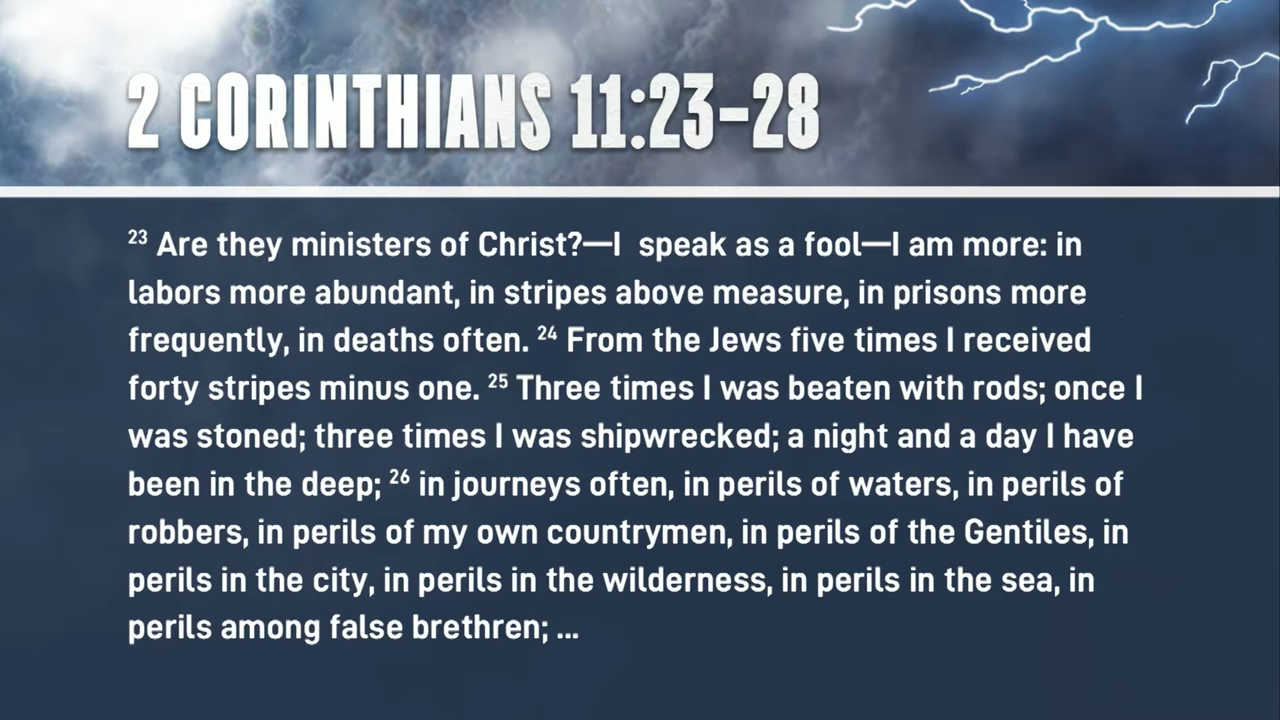 2 CORINTHIANS 11:23–28
23 Are they ministers of Christ?—I  speak as a fool—I am more: in
labors more abundant, in stripes above measure, in prisons more
frequently, in deaths often. 24 From the Jews five times I received
forty stripes minus one. 25 Three times I was beaten with rods; once I
was stoned; three times I was shipwrecked; a night and a day I have
been in the deep; 26 in journeys often, in perils of waters, in perils of
robbers, in perils of my own countrymen, in perils of the Gentiles, in
perils in the city, in perils in the wilderness, in perils in the sea, in
perils among false brethren; ...